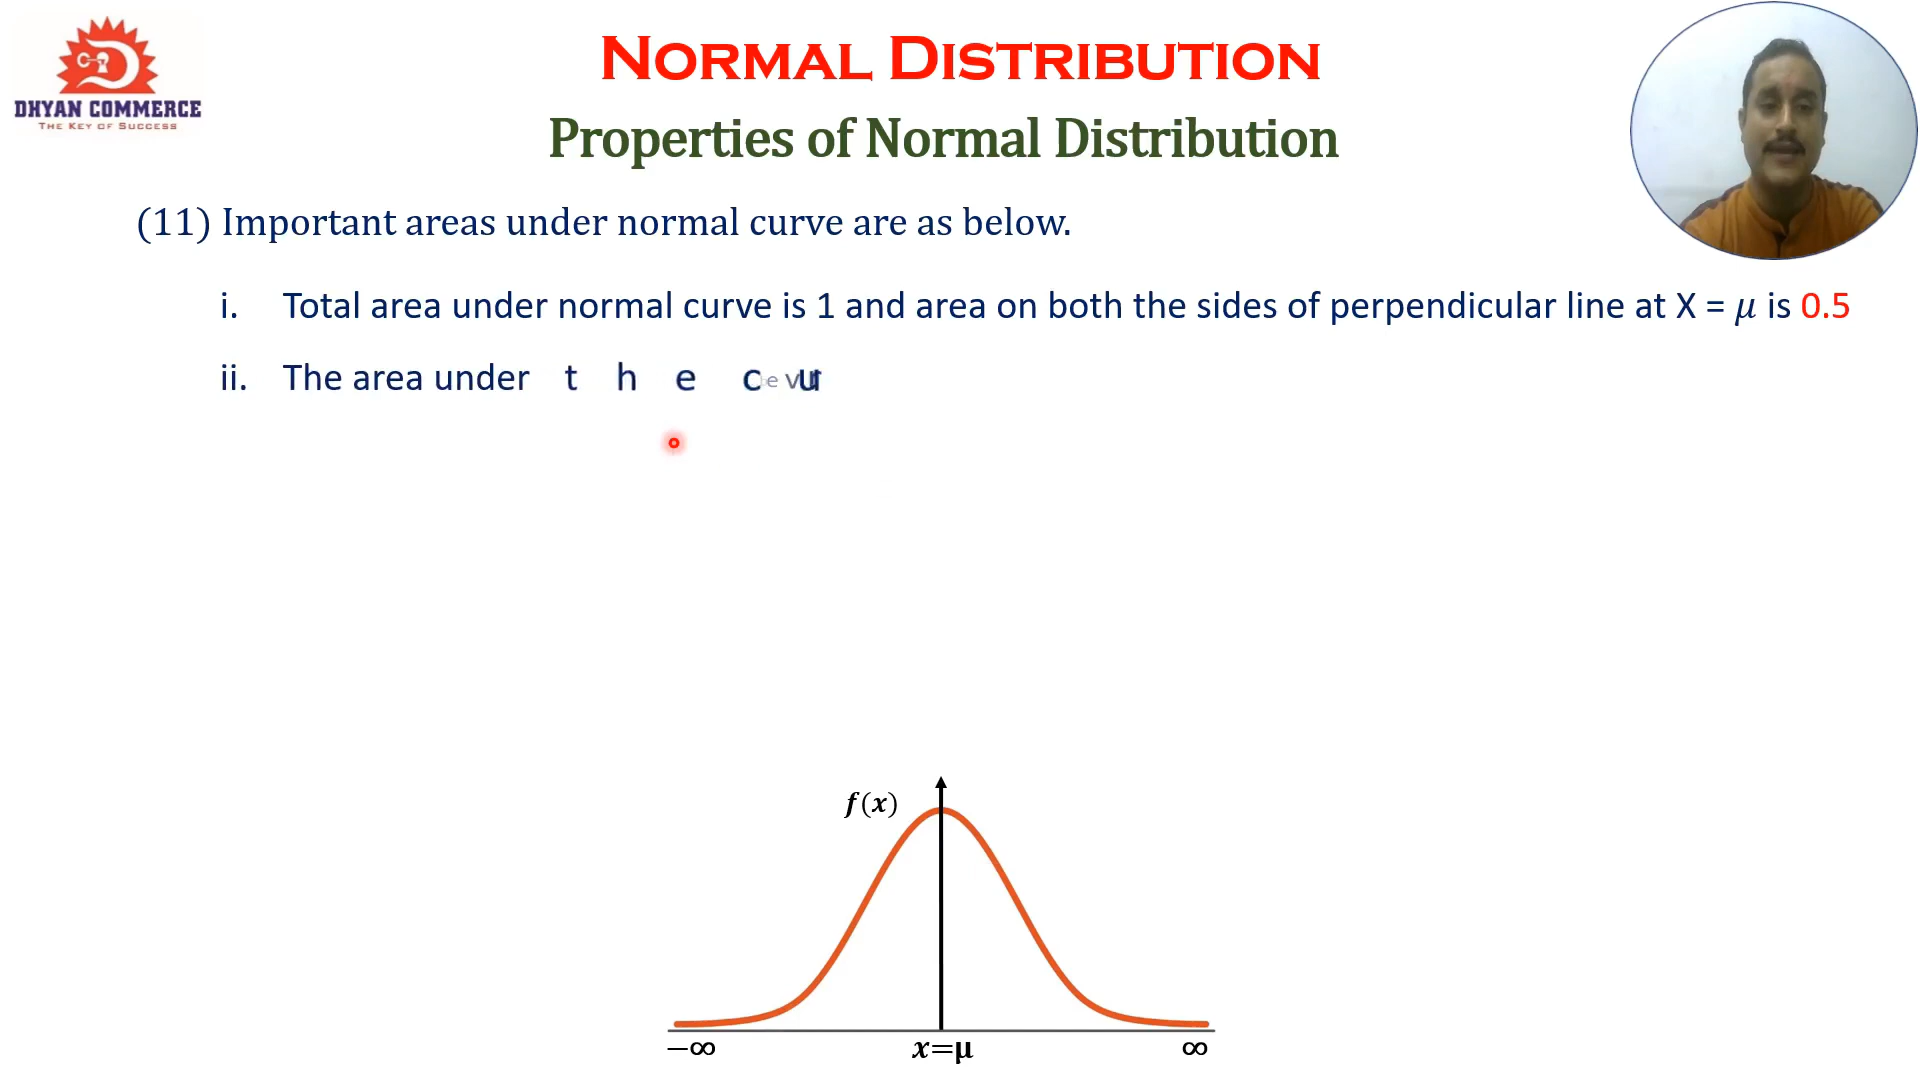 DHYAN COMMERCE
THE KEY OF SUCCESS
NORMAL DISTRIBUTION
Properties of Normal Distribution
(11) Important areas under normal curve are as below.
i. Total area under normal curve is 1 and area on both the sides of perpendicular line at X = μ is 0.5
ii. The area under the
f(x)
−∞ x=μ ∞